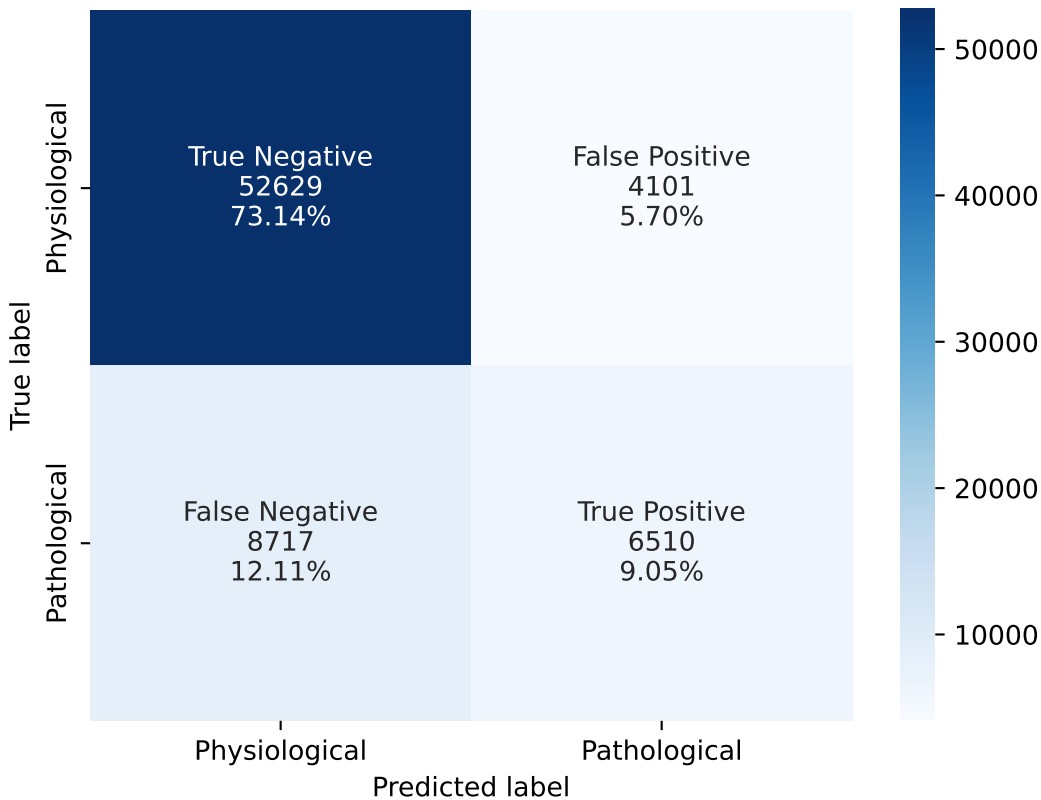 True Negative
52629
73.14%
False Positive
4101
5.70%
False Negative
8717
12.11%
True Positive
6510
9.05%
Physiological
Pathological
True label
Physiological
Pathological
Predicted label
50000
40000
30000
20000
10000